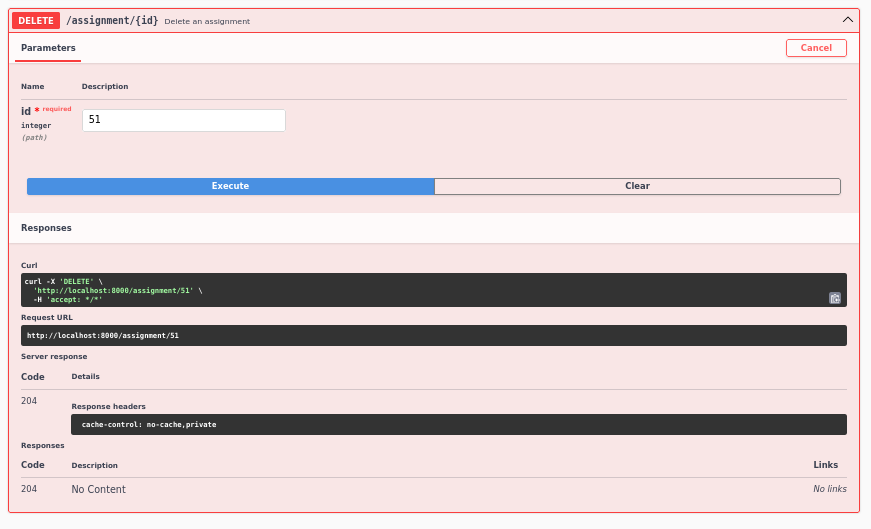 DELETE /assignment/{id} Delete an assignment
Parameters
Cancel
Name Description
id * required
integer
(path)
51
Execute Clear
Responses
Curl
curl -X 'DELETE' \
'http://localhost:8000/assignment/51' \
-H 'accept: */*'
Request URL
http://localhost:8000/assignment/51
Server response
Code Details
204
Response headers
cache-control: no-cache,private
Responses
Code Description Links
204 No Content No links